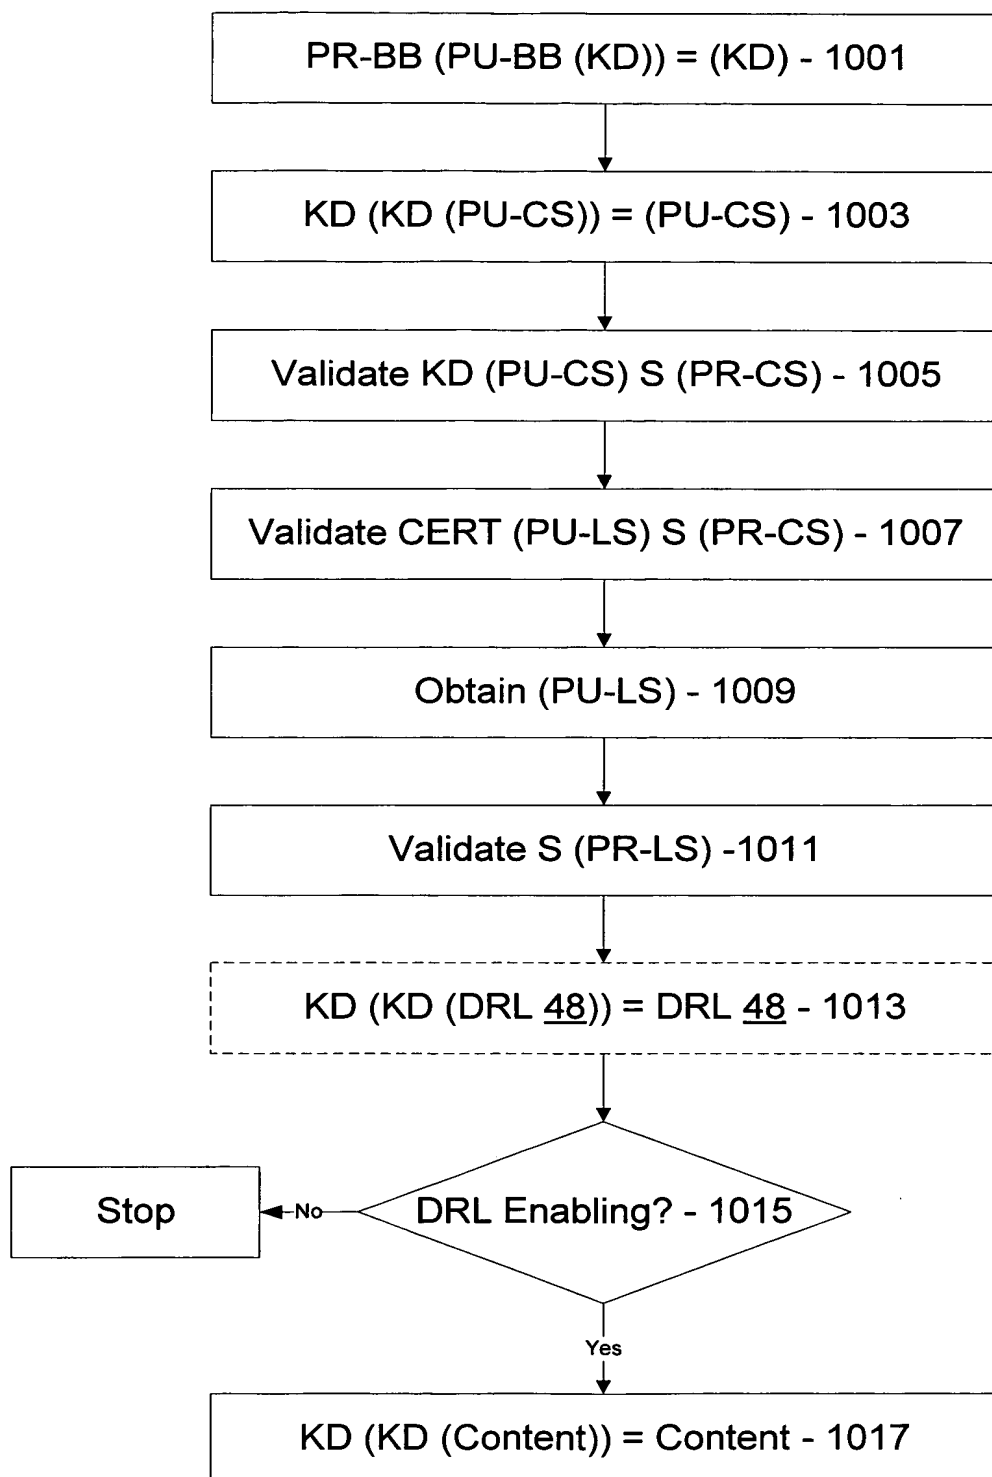 PR-BB (PU-BB (KD)) = (KD) - 1001
KD (KD (PU-CS)) = (PU-CS) - 1003
Validate KD (PU-CS) S (PR-CS) - 1005
Validate CERT (PU-LS) S (PR-CS) - 1007
Obtain (PU-LS) - 1009
Validate S (PR-LS) -1011
KD (KD (DRL 48)) = DRL 48 - 1013
DRL Enabling? - 1015
No
Stop
Yes
KD (KD (Content)) = Content - 1017